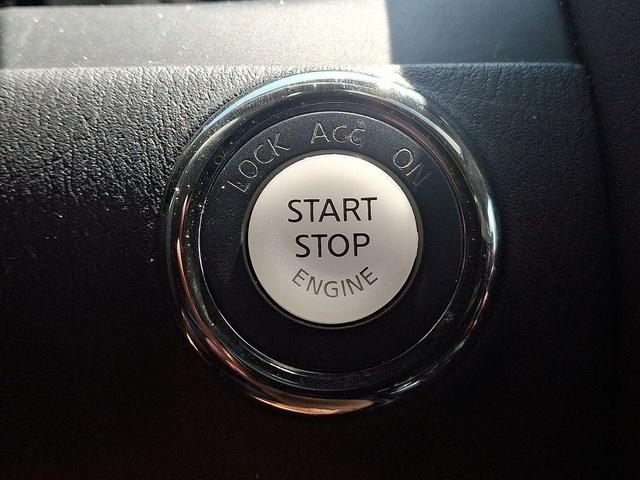 LOCK ACC ON
START
STOP
ENGINE